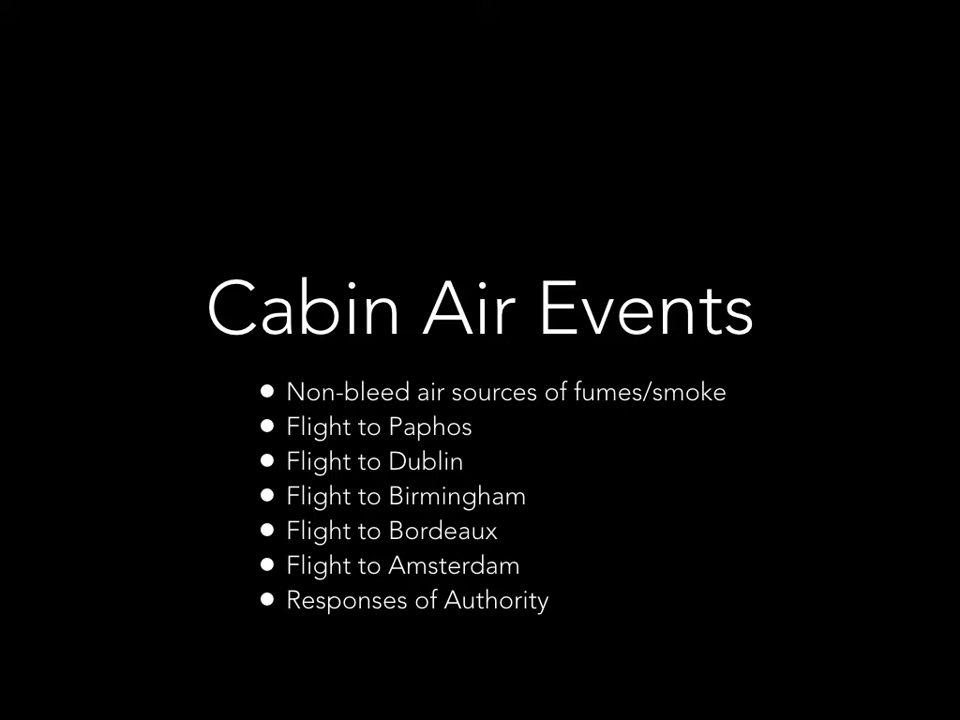 Cabin Air Events
• Non-bleed air sources of fumes/smoke
• Flight to Paphos
• Flight to Dublin
• Flight to Birmingham
• Flight to Bordeaux
• Flight to Amsterdam
• Responses of Authority